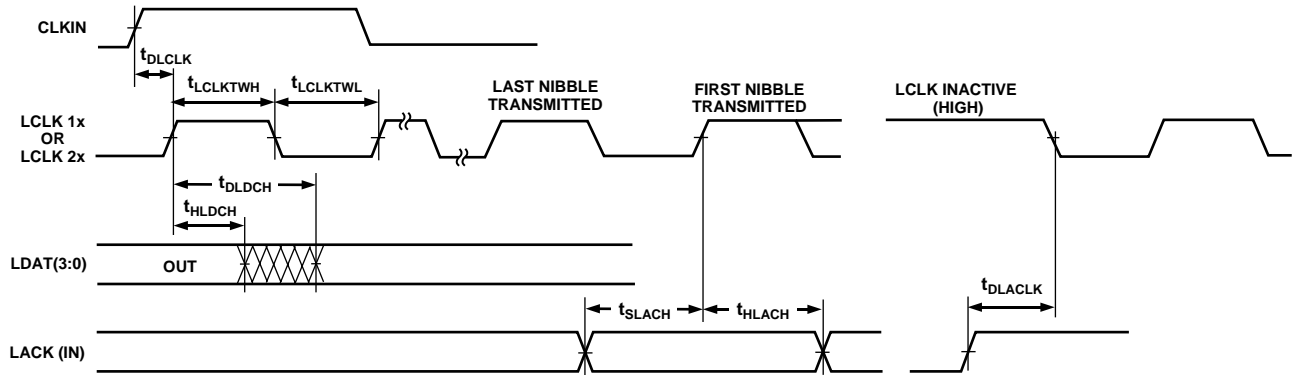 CLKIN
tDLCLK
tLCLKTWH
tLCLKTWL
LAST NIBBLE
TRANSMITTED
FIRST NIBBLE
TRANSMITTED
LCLK INACTIVE
(HIGH)
LCLK 1x
OR
LCLK 2x
tDLDCH
tHLDCH
LDAT(3:0)
OUT
tDLACLK
tSLACH
tHLACH
LACK (IN)